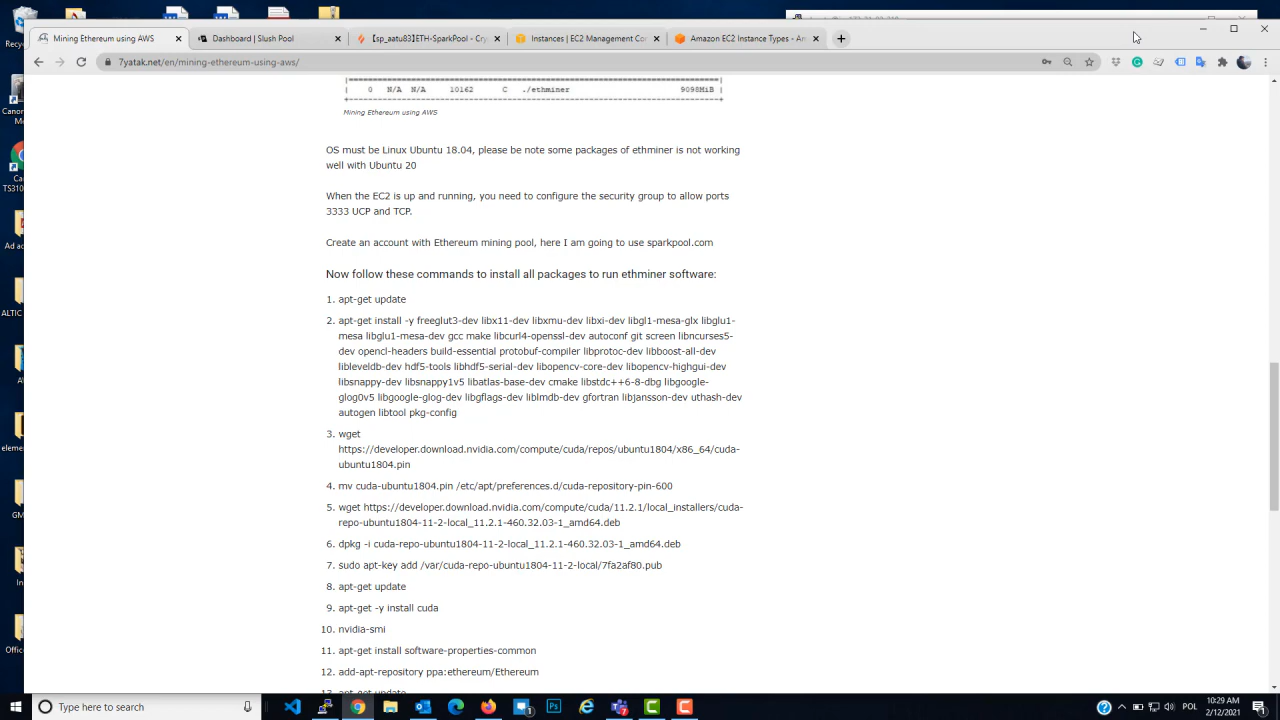 Mining Ethereum using AWS
Dashboard | Slush Pool
[sp_aatu83]ETH-SparkPool - Cry
Instances | EC2 Management Co
Amazon EC2 Instance Types - Am
7yatak.net/en/mining-ethereum-using-aws/
| 0 N/A N/A 10162 C ./ethminer 9098MiB |
Mining Ethereum using AWS
OS must be Linux Ubuntu 18.04, please be note some packages of ethminer is not working
well with Ubuntu 20
When the EC2 is up and running, you need to configure the security group to allow ports
3333 UCP and TCP.
Create an account with Ethereum mining pool, here I am going to use sparkpool.com
Now follow these commands to install all packages to run ethminer software:
1. apt-get update
2. apt-get install -y freeglut3-dev libx11-dev libxmu-dev libxi-dev libgl1-mesa-glx libglu1-
mesa libglu1-mesa-dev gcc make libcurl4-openssl-dev autoconf git screen libncurses5-
dev opencl-headers build-essential protobuf-compiler libprotoc-dev libboost-all-dev
libleveldb-dev hdf5-tools libhdf5-serial-dev libopencv-core-dev libopencv-highgui-dev
libsnappy-dev libsnappy1v5 libatlas-base-dev cmake libstdc++6-8-dbg libgoogle-
glog0v5 libgoogle-glog-dev libgflags-dev liblmdb-dev gfortran libjansson-dev uthash-dev
autogen libtool pkg-config
3. wget
https://developer.download.nvidia.com/compute/cuda/repos/ubuntu1804/x86_64/cuda-
ubuntu1804.pin
4. mv cuda-ubuntu1804.pin /etc/apt/preferences.d/cuda-repository-pin-600
5. wget https://developer.download.nvidia.com/compute/cuda/11.2.1/local_installers/cuda-
repo-ubuntu1804-11-2-local_11.2.1-460.32.03-1_amd64.deb
6. dpkg -i cuda-repo-ubuntu1804-11-2-local_11.2.1-460.32.03-1_amd64.deb
7. sudo apt-key add /var/cuda-repo-ubuntu1804-11-2-local/7fa2af80.pub
8. apt-get update
9. apt-get -y install cuda
10. nvidia-smi
11. apt-get install software-properties-common
12. add-apt-repository ppa:ethereum/Ethereum
13. apt-get update
Recy
Canon
TS310
Ad ac
ALTIC
elem
GM
In
Office
Type here to search
POL
10:29 AM
2/12/2021